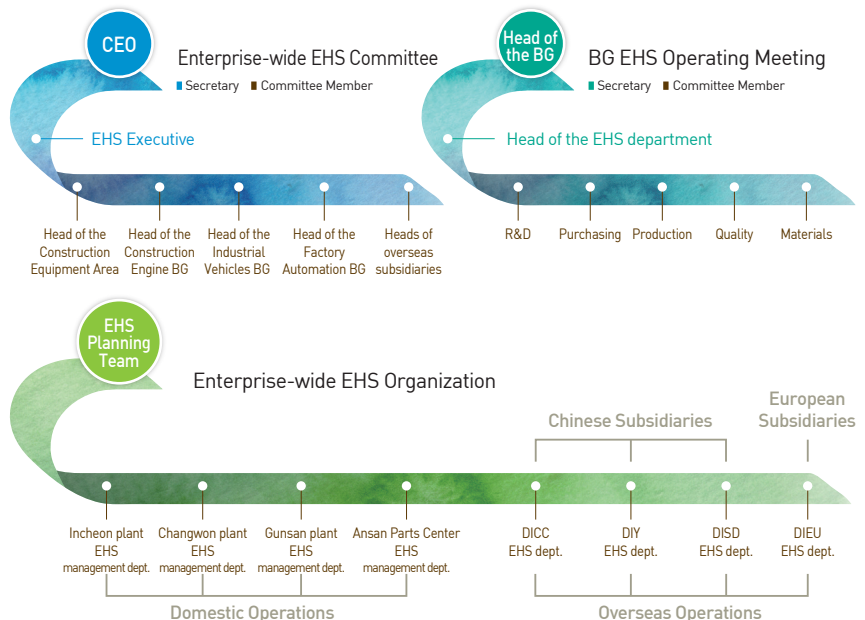 CEO
Enterprise-wide EHS Committee
Secretary Committee Member
EHS Executive
Head of the
Construction
Equipment Area
Head of the
Construction
Engine BG
Head of the
Industrial
Vehicles BG
Head of the
Factory
Automation BG
Heads of
overseas
subsidiaries
Head of
the BG
BG EHS Operating Meeting
Secretary Committee Member
Head of the EHS department
R&D
Purchasing
Production
Quality
Materials
EHS
Planning
Team
Enterprise-wide EHS Organization
Chinese Subsidiaries
European
Subsidiaries
Incheon plant
EHS
management dept.
Changwon plant
EHS
management dept.
Gunsan plant
EHS
management dept.
Ansan Parts Center
EHS
management dept.
DICC
EHS dept.
DIY
EHS dept.
DISD
EHS dept.
DIEU
EHS dept.
Domestic Operations
Overseas Operations